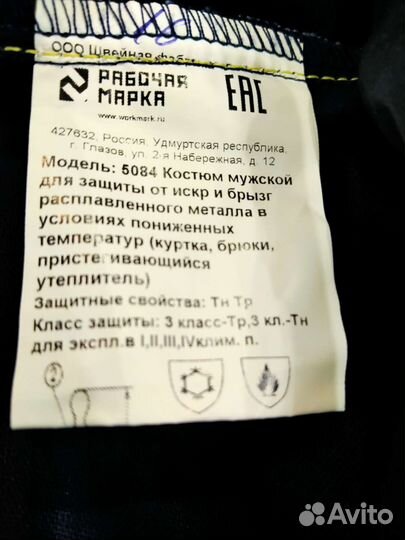 ООО Швейная фабрика
РАБОЧАЯ
МАРКА
EAC
www.workmark.ru
427632, Россия, Удмуртская республика,
г. Глазов, ул. 2-я Набережная, д. 12
Модель: 5084 Костюм мужской
для защиты от искр и брызг
расплавленного металла в
условиях пониженных
температур (куртка, брюки,
пристегивающийся
утеплитель)
Защитные свойства: Тн Тр
Класс защиты: 3 класс-Тр,3 кл.-Тн
для экспл.в I,II,III,IVклим. п.
Avito